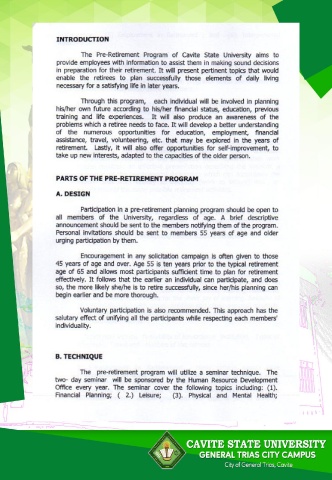 INTRODUCTION
The Pre-Retirement Program of Cavite State University aims to
provide employees with information to assist them in making sound decisions
in preparation for their retirement. It will present pertinent topics that would
enable the retirees to plan successfully those elements of daily living
necessary for a satisfying life in later years.
Through this program, each individual will be involved in planning
his/her own future according to his/her financial status, education, previous
training and life experiences. It will also produce an awareness of the
problems which a retiree needs to face. It will develop a better understanding
of the numerous opportunities for education, employment, financial
assistance, travel, volunteering, etc. that may be explored in the years of
retirement. Lastly, it will also offer opportunities for self-improvement, to
take up new interests, adapted to the capacities of the older person.
PARTS OF THE PRE-RETIREMENT PROGRAM
A. DESIGN
Participation in a pre-retirement planning program should be open to
all members of the University, regardless of age. A brief descriptive
announcement should be sent to the members notifying them of the program.
Personal invitations should be sent to members 55 years of age and older
urging participation by them.
Encouragement in any solicitation campaign is often given to those
45 years of age and over. Age 55 is ten years prior to the typical retirement
age of 65 and allows most participants sufficient time to plan for retirement
effectively. It follows that the earlier an individual can participate, and does
so, the more likely she/he is to retire successfully, since her/his planning can
begin earlier and be more thorough.
Voluntary participation is also recommended. This approach has the
salutary effect of unifying all the participants while respecting each members'
individuality.
B. TECHNIQUE
The pre-retirement program will utilize a seminar technique. The
two- day seminar will be sponsored by the Human Resource Development
Office every year. The seminar cover the following topics including: (1).
Financial Planning; ( 2.) Leisure; (3). Physical and Mental Health;
CAVITE STATE UNIVERSITY
GENERAL TRIAS CITY CAMPUS
City of General Trias, Cavite